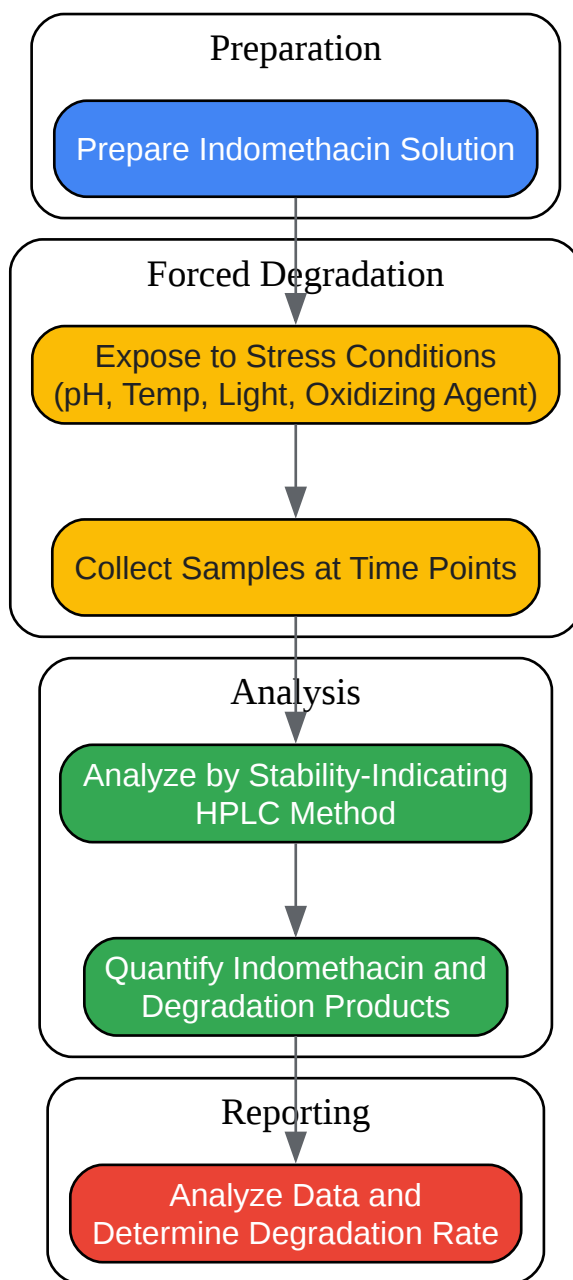 Preparation
Prepare Indomethacin Solution
Forced Degradation
Expose to Stress Conditions
(pH, Temp, Light, Oxidizing Agent)
Collect Samples at Time Points
Analysis
Analyze by Stability-Indicating
HPLC Method
Quantify Indomethacin and
Degradation Products
Reporting
Analyze Data and
Determine Degradation Rate